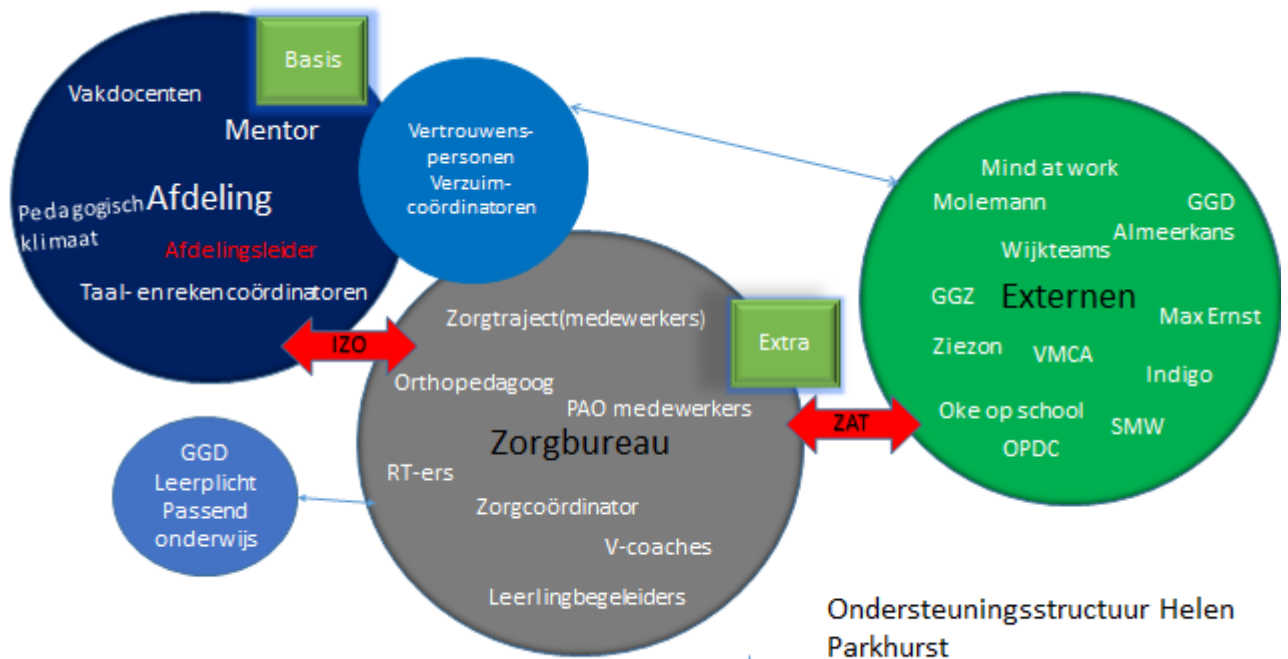 Basis
Vakdocenten
Mentor
Afdeling
Pedagogisch
klimaat
Afdelingsleider
Taal- en rekencoördinatoren
Vertrouwens-
personen
Verzuim-
coördinatoren
IZO
Zorgtraject(medewerkers)
Extra
Orthopedagoog
PAO medewerkers
Zorgbureau
RT-ers
Zorgcoördinator
V-coaches
Leerlingbegeleiders
ZAT
GGD
Leerplicht
Passend
onderwijs
Mind at work
Molemann
GGD
Almeerkans
Wijkteams
GGZ
Externen
Max Ernst
Ziezon
VMCA
Indigo
Oke op school
SMW
OPDC
Ondersteuningsstructuur Helen
Parkhurst